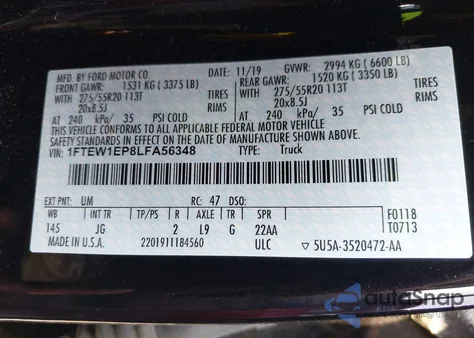 MFD. BY FORD MOTOR CO. DATE: 11/19 GVWR: 2994 KG ( 6600 LB)
FRONT GAWR: 1531 KG ( 3375 LB) REAR GAWR: 1520 KG ( 3350 LB)
WITH 275/55R20 113T TIRES WITH 275/55R20 113T TIRES
20x8.5J RIMS 20x8.5J RIMS
AT 240 kPa/ 35 PSI COLD AT 240 kPa/ 35 PSI COLD
THIS VEHICLE CONFORMS TO ALL APPLICABLE FEDERAL MOTOR VEHICLE
SAFETY STANDARDS IN EFFECT ON THE DATE OF MANUFACTURE SHOWN ABOVE.
VIN: 1FTEW1EP8LFA56348 TYPE: Truck
EXT PNT: UM RC: 47 DSO: F0118
WB INT TR TP/PS R AXLE TR SPR T0713
145 JG 2 L9 G 22AA
MADE IN U.S.A. 2201911184560 ULC ▽ 5U5A-3520472-AA
autoSnap